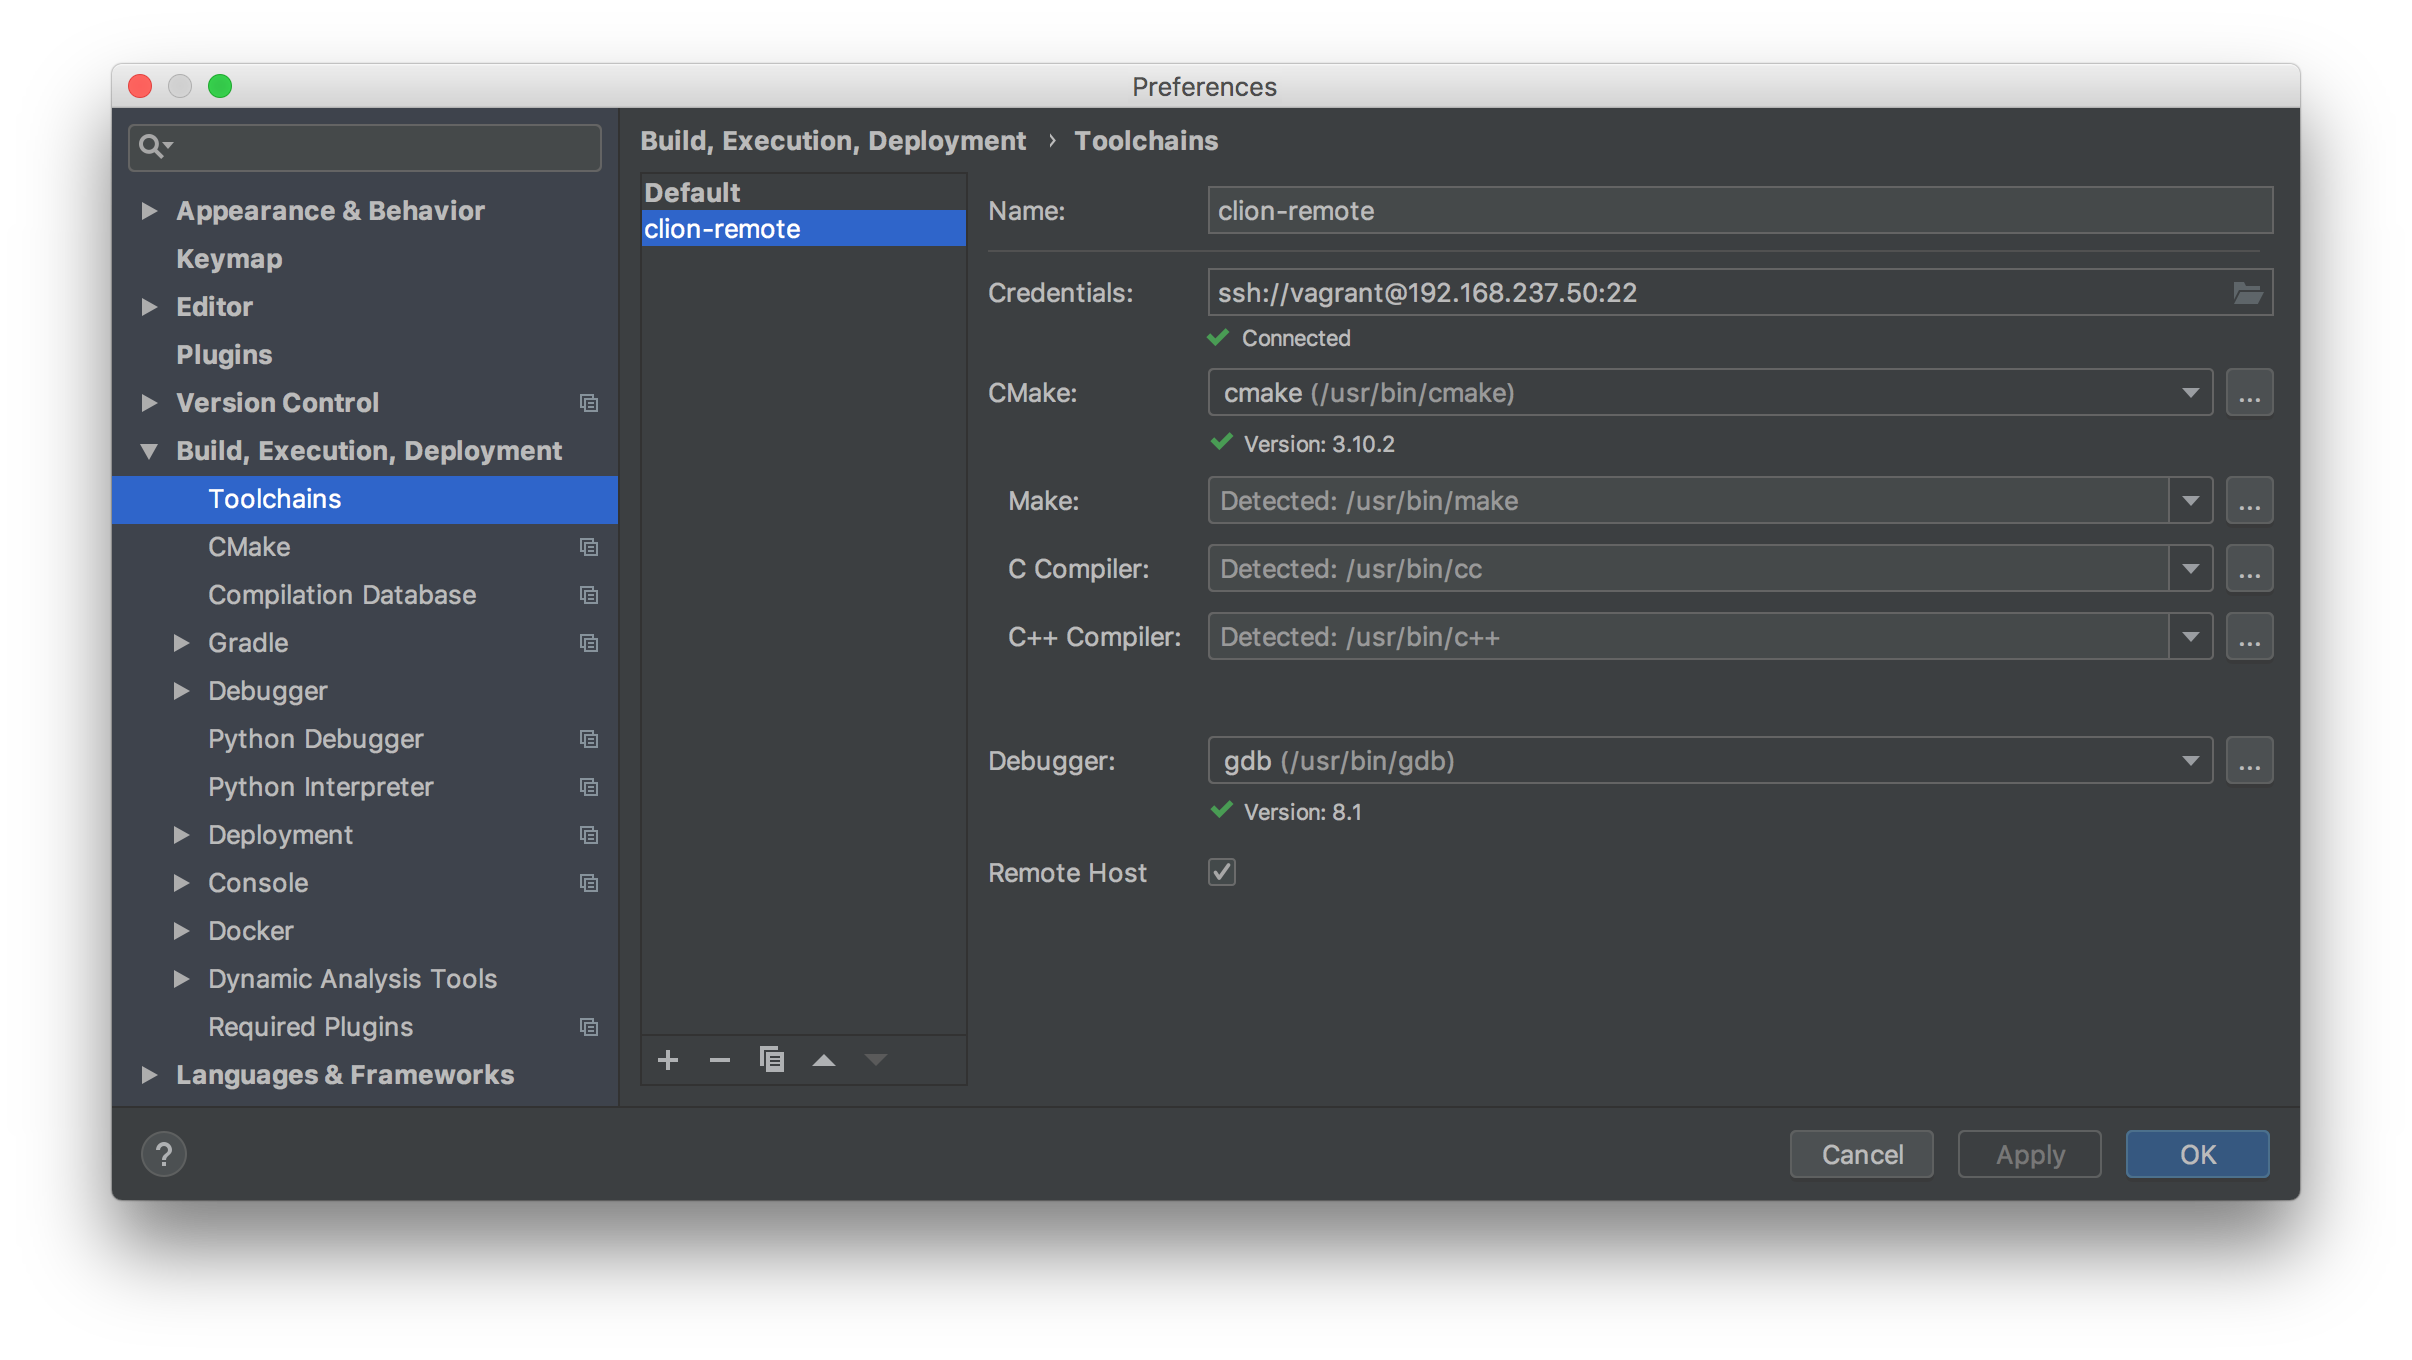 Preferences
Appearance & Behavior
Keymap
Editor
Plugins
Version Control
Build, Execution, Deployment
Toolchains
CMake
Compilation Database
Gradle
Debugger
Python Debugger
Python Interpreter
Deployment
Console
Docker
Dynamic Analysis Tools
Required Plugins
Languages & Frameworks
Build, Execution, Deployment › Toolchains
Default
clion-remote
Name: clion-remote
Credentials: ssh://vagrant@192.168.237.50:22
Connected
CMake: cmake (/usr/bin/cmake) ...
Version: 3.10.2
Make: Detected: /usr/bin/make ...
C Compiler: Detected: /usr/bin/cc ...
C++ Compiler: Detected: /usr/bin/c++ ...
Debugger: gdb (/usr/bin/gdb) ...
Version: 8.1
Remote Host
? Cancel Apply OK